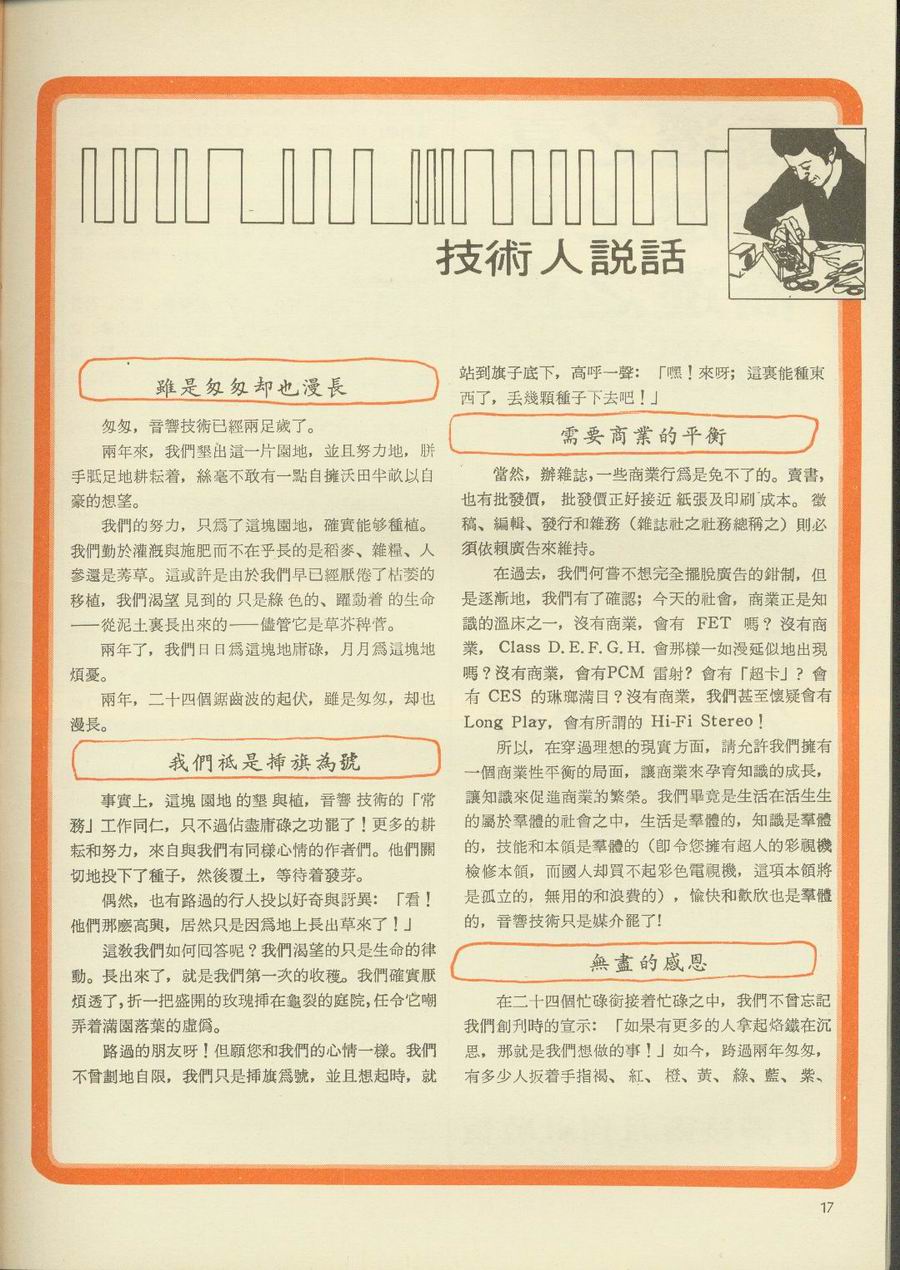 技術人説話
雖是匆匆却也漫長
匆匆，音響技術已經兩足歲了。
兩年來，我們墾出這一片園地，並且努力地，胼
手胝足地耕耘着，絲毫不敢有一點自擁沃田半畝以自
豪的想望。
我們的努力，只爲了這塊園地，確實能够種植。
我們勤於灌漑與施肥而不在乎長的是稻麥、雜糧、人
參還是莠草。這或許是由於我們早已經厭倦了枯萎的
移植，我們渴望見到的只是綠色的、躍動着的生命
——從泥土裏長出來的——儘管它是草芥稗菅。
兩年了，我們日日爲這塊地庸碌，月月爲這塊地
煩憂。
兩年，二十四個鋸齒波的起伏，雖是匆匆，却也
漫長。
我們祇是揷旗為號
事實上，這塊園地的墾與植，音響技術的「常
務」工作同仁，只不過佔盡庸碌之功罷了！更多的耕
耘和努力，來自與我們有同樣心情的作者們。他們關
切地投下了種子，然後覆土，等待着發芽。
偶然，也有路過的行人投以好奇與訝異：「看！
他們那麽高興，居然只是因爲地上長出草來了！」
這敎我們如何囘答呢？我們渴望的只是生命的律
動。長出來了，就是我們第一次的收穫。我們確實厭
煩透了，折一把盛開的玫瑰揷在龜裂的庭院，任令它嘲
弄着滿園落葉的虛僞。
路過的朋友呀！但願您和我們的心情一樣。我們
不曾劃地自限，我們只是揷旗爲號，並且想起時，就
站到旗子底下，高呼一聲：「嘿！來呀；這裏能種東
西了，丢幾顆種子下去吧！」
需要商業的平衡
當然，辦雜誌，一些商業行爲是免不了的。賣書，
也有批發價，批發價正好接近紙張及印刷成本。徵
稿、編輯、發行和雜務（雜誌社之社務總稱之）則必
須依賴廣告來維持。
在過去，我們何嘗不想完全擺脫廣告的鉗制，但
是逐漸地，我們有了確認；今天的社會，商業正是知
識的溫床之一，沒有商業，會有 FET 嗎？沒有商
業，Class D.E.F.G.H. 會那樣一如漫延似地出現
嗎？沒有商業，會有PCM 雷射？會有「超卡」？會
有 CES 的琳瑯滿目？沒有商業，我們甚至懷疑會有
Long Play，會有所謂的 Hi-Fi Stereo！
所以，在穿過理想的現實方面，請允許我們擁有
一個商業性平衡的局面，讓商業來孕育知識的成長，
讓知識來促進商業的繁榮。我們畢竟是生活在活生生
的屬於羣體的社會之中，生活是羣體的，知識是羣體
的，技能和本領是羣體的（卽令您擁有超人的彩視機
檢修本領，而國人却買不起彩色電視機，這項本領將
是孤立的，無用的和浪費的），愉快和歡欣也是羣體
的，音響技術只是媒介罷了!
無盡的感恩
在二十四個忙碌銜接着忙碌之中，我們不曾忘記
我們創刊時的宣示：「如果有更多的人拿起烙鐵在沉
思，那就是我們想做的事！」如今，跨過兩年匆匆，
有多少人扳着手指褐、紅、橙、黃、綠、藍、紫、
17